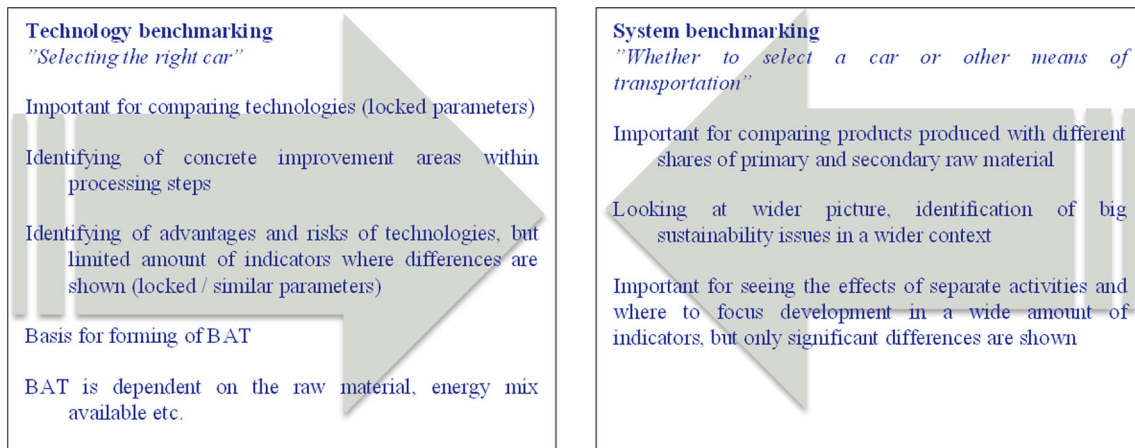 Technology benchmarking
"Selecting the right car"
Important for comparing technologies (locked parameters)
Identifying of concrete improvement areas within
processing steps
Identifying of advantages and risks of technologies, but
limited amount of indicators where differences are
shown (locked / similar parameters)
Basis for forming of BAT
BAT is dependent on the raw material, energy mix
available etc.
System benchmarking
"Whether to select a car or other means of
transportation"
Important for comparing products produced with different
shares of primary and secondary raw material
Looking at wider picture, identification of big
sustainability issues in a wider context
Important for seeing the effects of separate activities and
where to focus development in a wide amount of
indicators, but only significant differences are shown